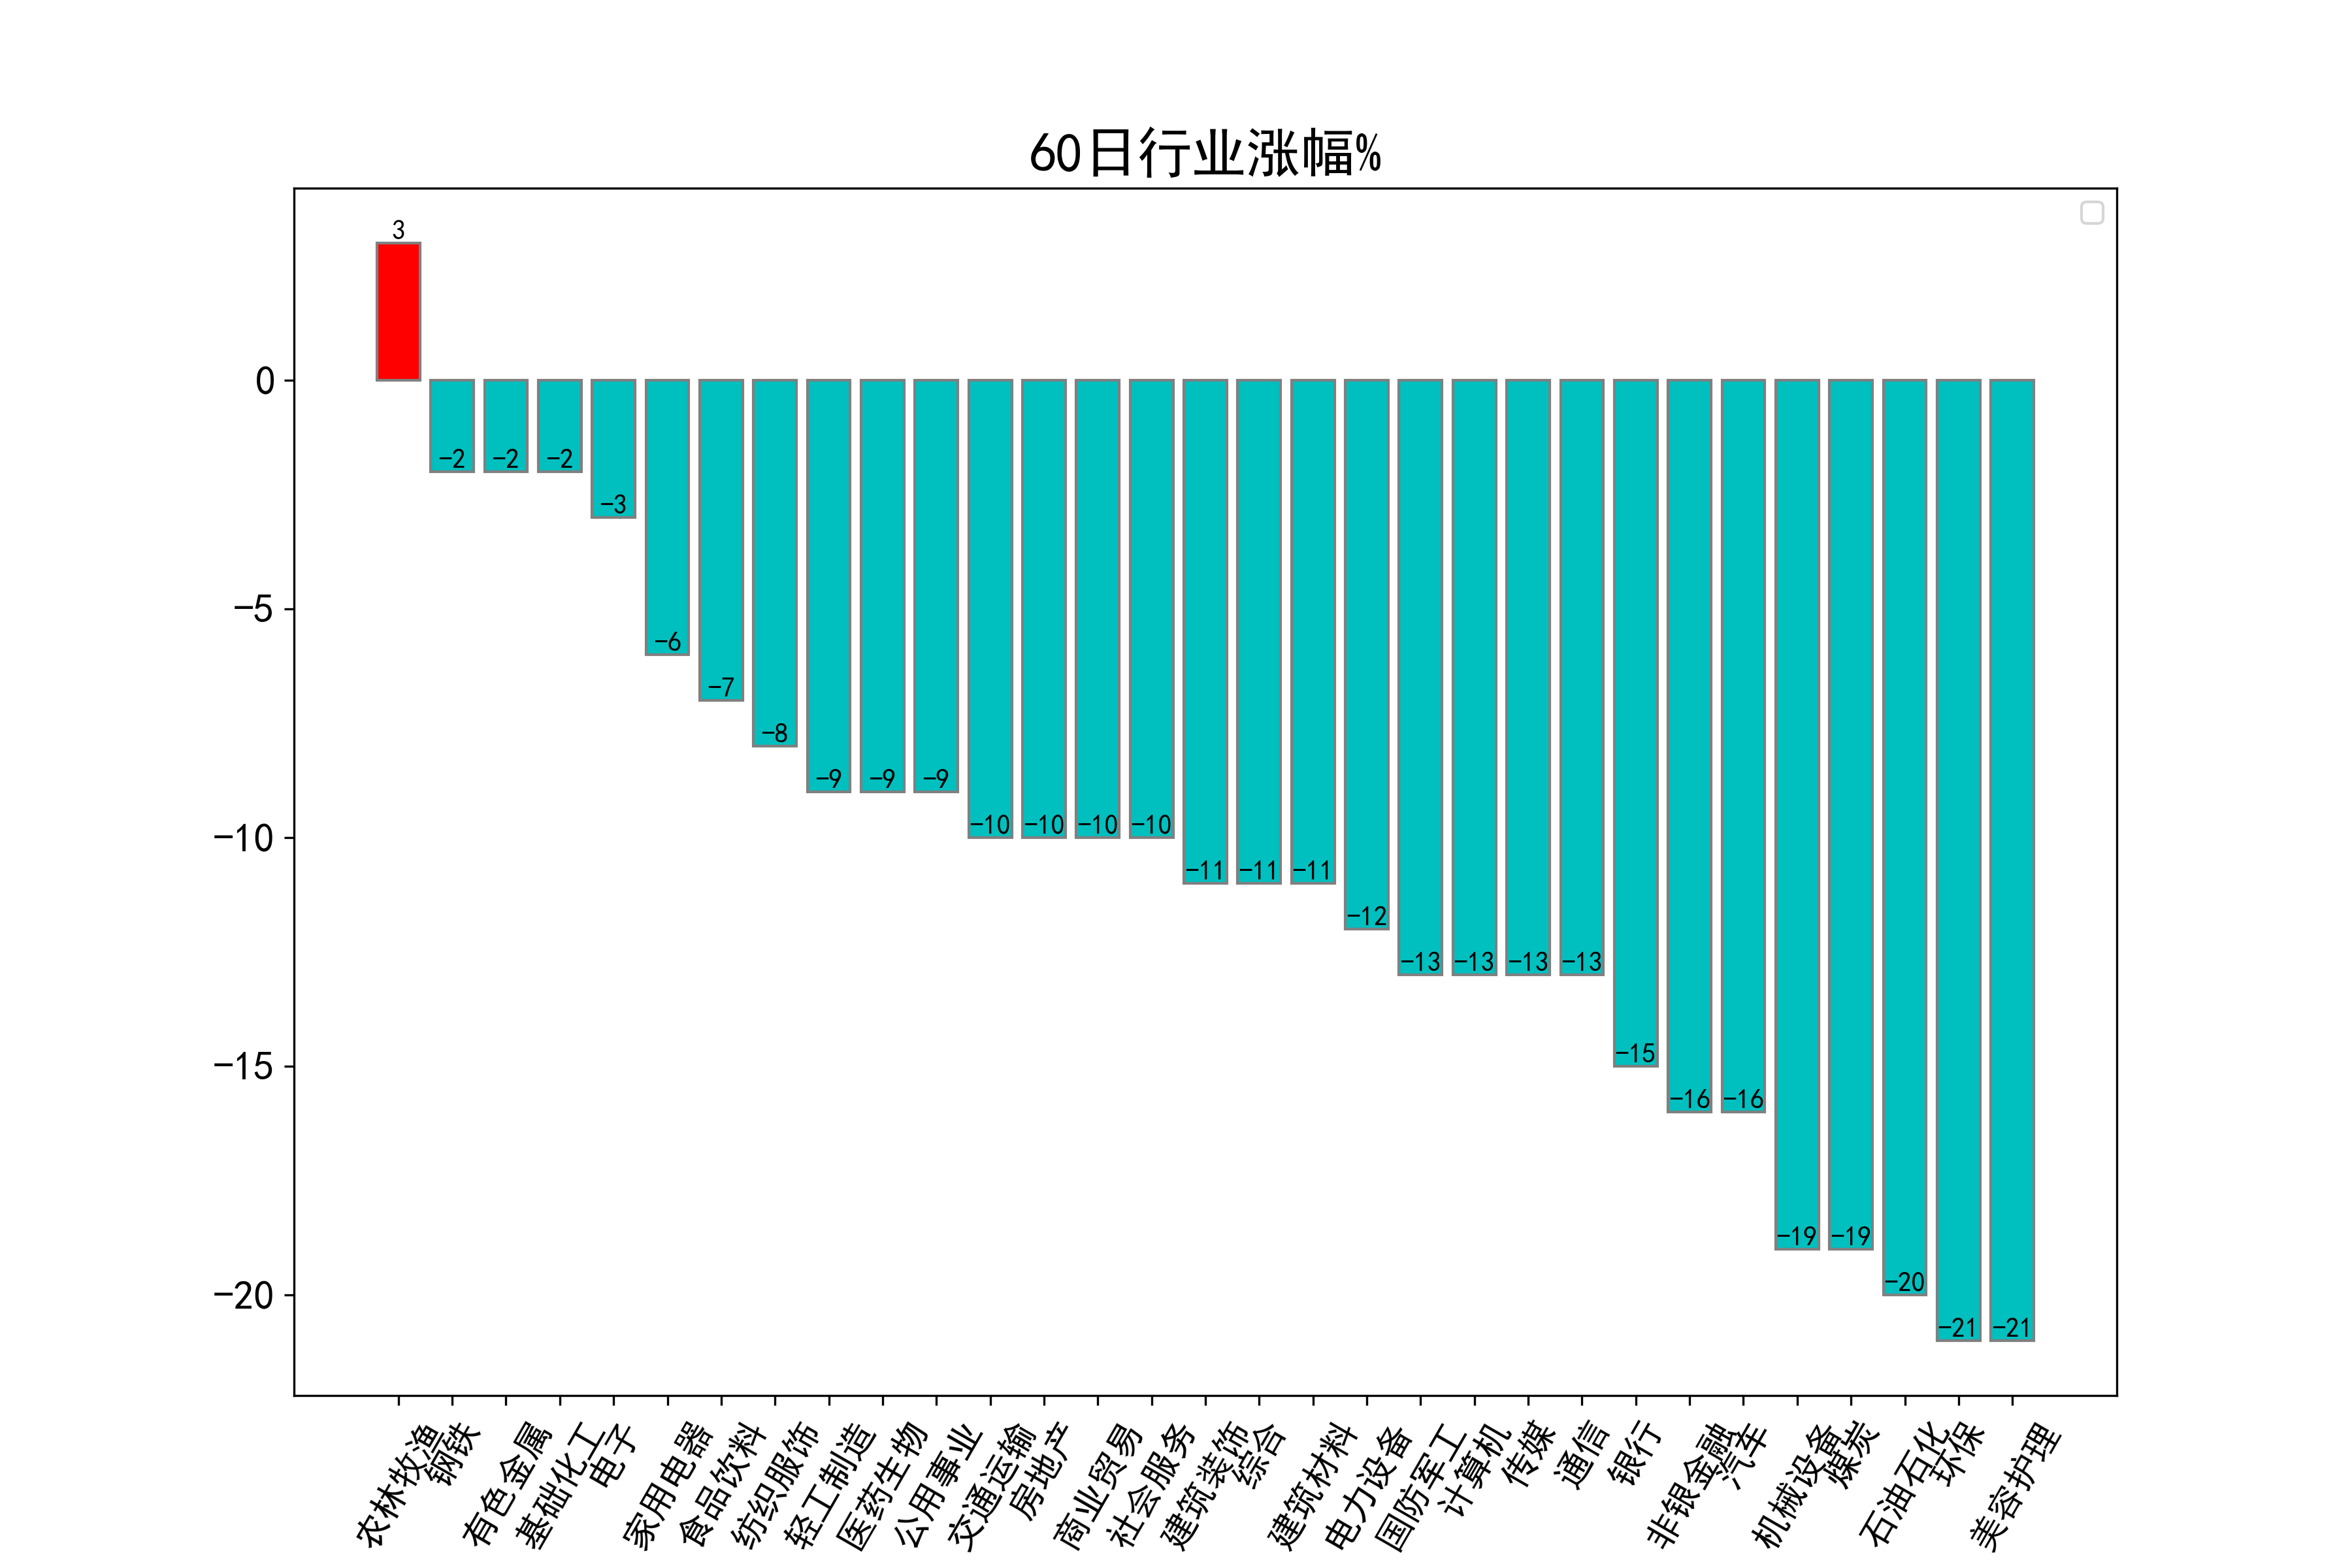 60日行业涨幅%
3
0
−2 −2 −2
−3
−5
−6
−7
−8
−9 −9 −9
−10
−10 −10 −10 −10
−11 −11 −11
−12
−13 −13 −13 −13
−15
−15
−16 −16
−19 −19
−20
−20
−21 −21
农林牧渔
钢铁
有色金属
基础化工
电子
家用电器
食品饮料
纺织服饰
轻工制造
医药生物
公用事业
交通运输
房地产
商业贸易
社会服务
建筑装饰
综合
建筑材料
电力设备
国防军工
计算机
传媒
通信
银行
非银金融
汽车
机械设备
煤炭
石油石化
环保
美容护理